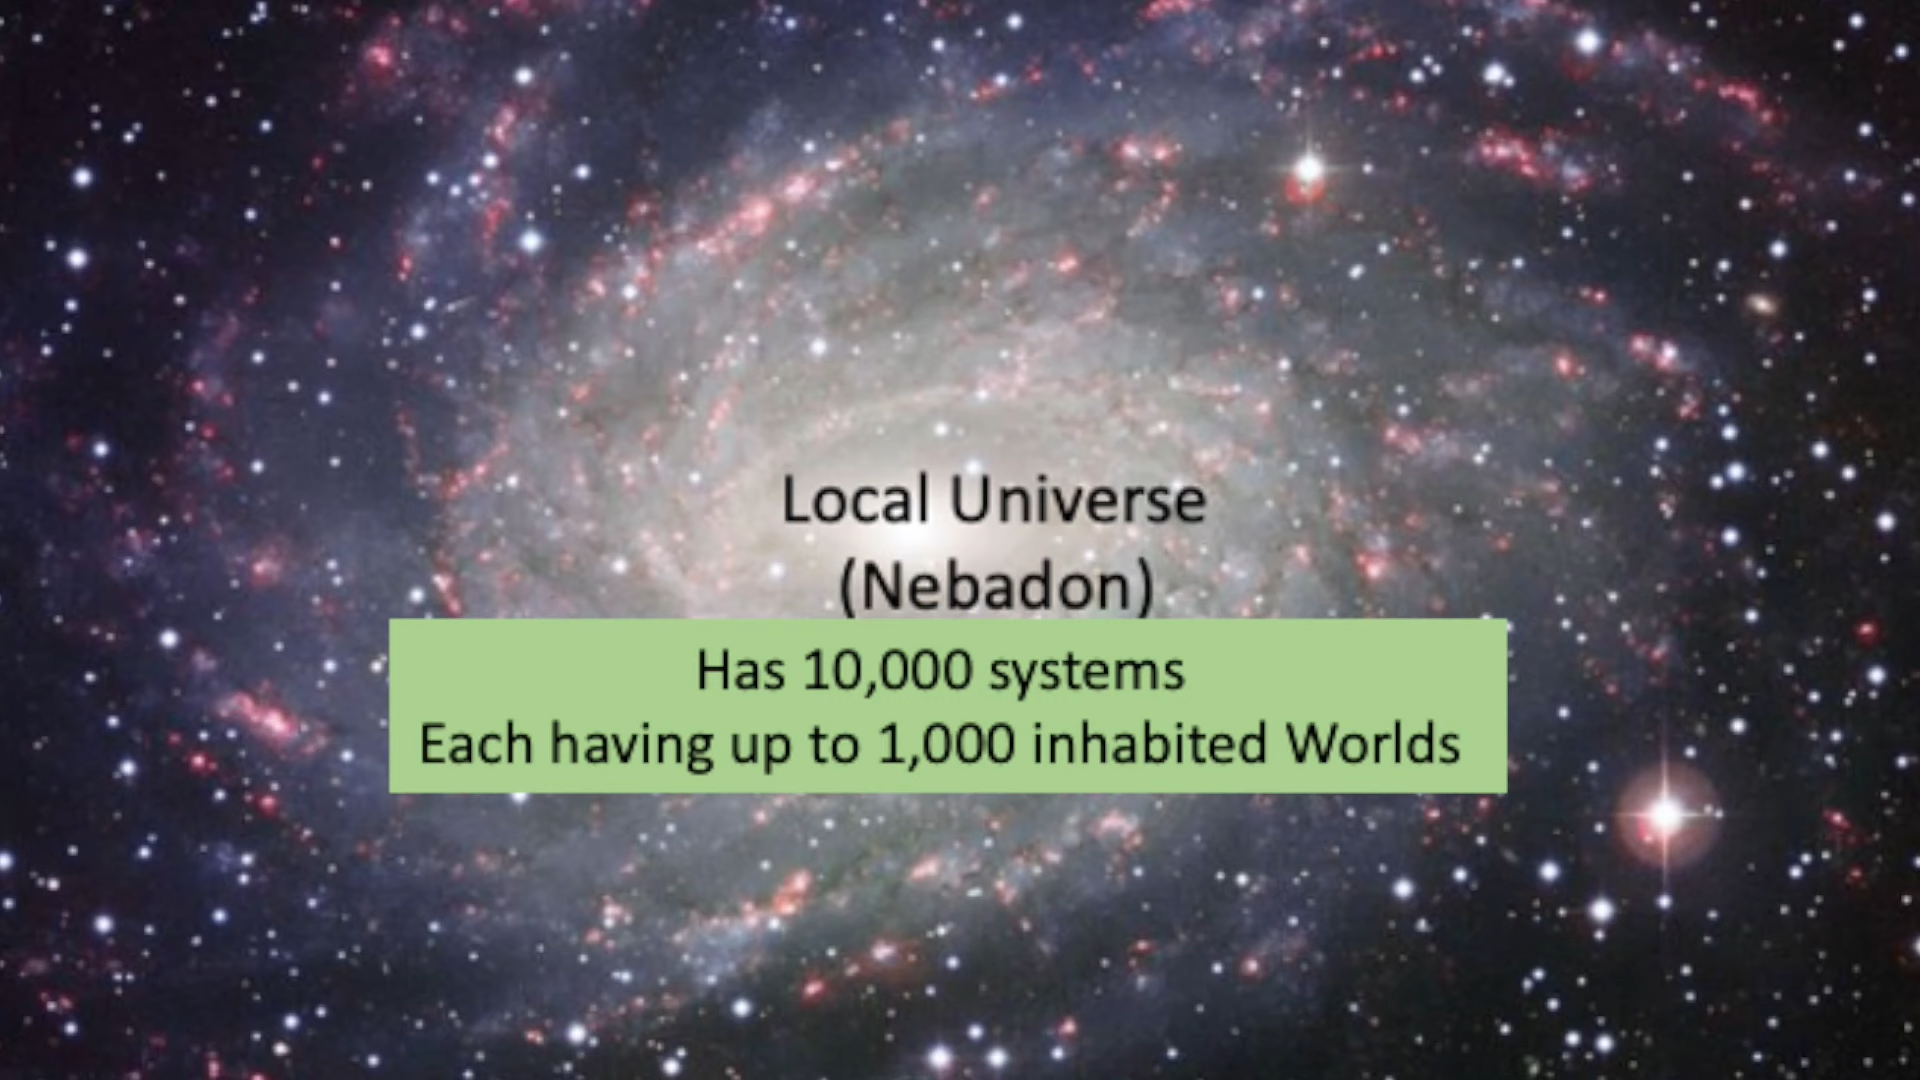 Local Universe
(Nebadon)
Has 10,000 systems
Each having up to 1,000 inhabited Worlds